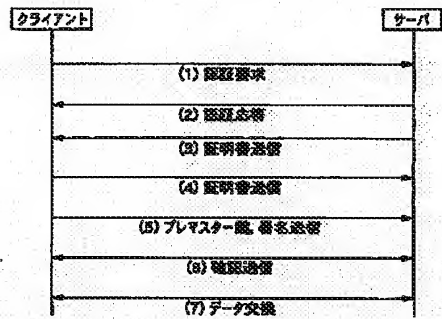 クライアント
サーバ
(1) 認証要求
(2) 認証応答
(3) 証明書送信
(4) 証明書送信
(5) プレマスター鍵, 署名送信
(6) 確認送信
(7) データ交換